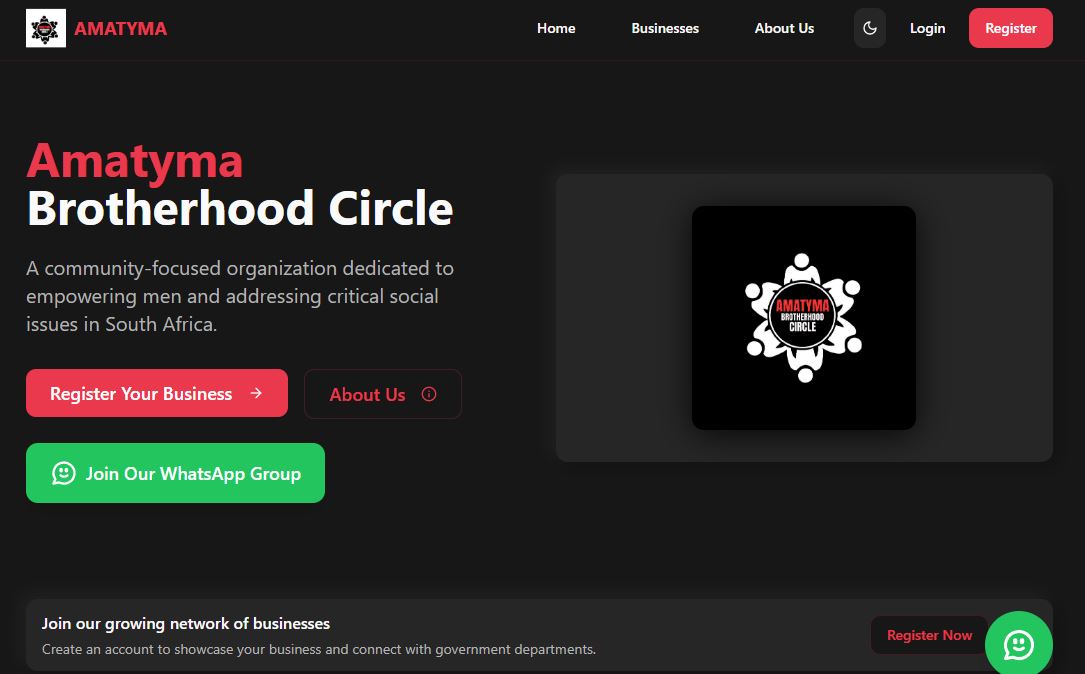 AMATYMA
Home
Businesses
About Us
Login
Register
Amatyma
Brotherhood Circle
A community-focused organization dedicated to
empowering men and addressing critical social
issues in South Africa.
Register Your Business
About Us
Join Our WhatsApp Group
AMATYMA
BROTHERHOOD
CIRCLE
Join our growing network of businesses
Create an account to showcase your business and connect with government departments.
Register Now